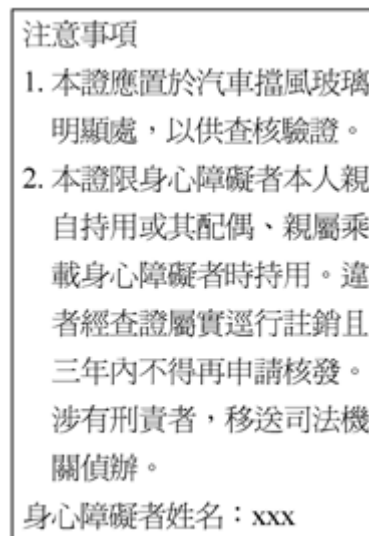 注意事項
1. 本證應置於汽車擋風玻璃
明顯處，以供查核驗證。
2. 本證限身心障礙者本人親
自持用或其配偶、親屬乘
載身心障礙者時持用。違
者經查證屬實逕行註銷且
三年內不得再申請核發。
涉有刑責者，移送司法機
關偵辦。
身心障礙者姓名：xxx